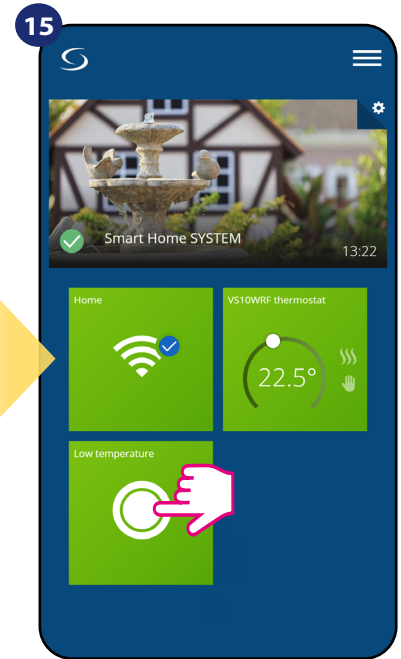 15
Smart Home SYSTEM
13:22
Home
VS10WRF thermostat
22.5°
Low temperature